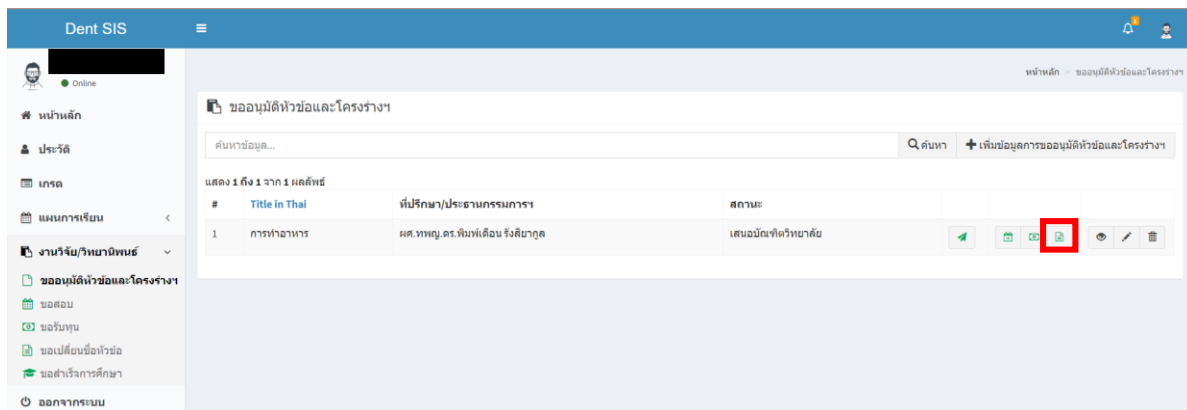 Dent SIS
1
Online
หน้าหลัก > ขออนุมัติหัวข้อและโครงร่างฯ
หน้าหลัก
ประวัติ
เกรด
แผนการเรียน
งานวิจัย/วิทยานิพนธ์
ขออนุมัติหัวข้อและโครงร่างฯ
ขอสอบ
ขอรับทุน
ขอเปลี่ยนชื่อหัวข้อ
ขอสำเร็จการศึกษา
ออกจากระบบ
ขออนุมัติหัวข้อและโครงร่างฯ
ค้นหาข้อมูล... ค้นหา เพิ่มข้อมูลการขออนุมัติหัวข้อและโครงร่างฯ
แสดง 1 ถึง 1 จาก 1 ผลลัพธ์
# Title in Thai ที่ปรึกษา/ประธานกรรมการฯ สถานะ
1 การทำอาหาร ผศ.ทพญ.ดร.พิมพ์เดือน รังสิยากูล เสนอบัณฑิตวิทยาลัย